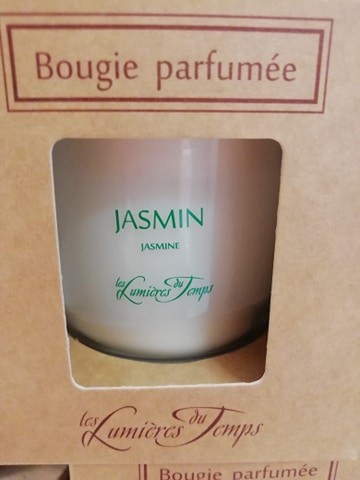 Bougie parfumée
JASMIN
JASMINE
les Lumières du Temps
les Lumières du Temps
Bougie parfumée